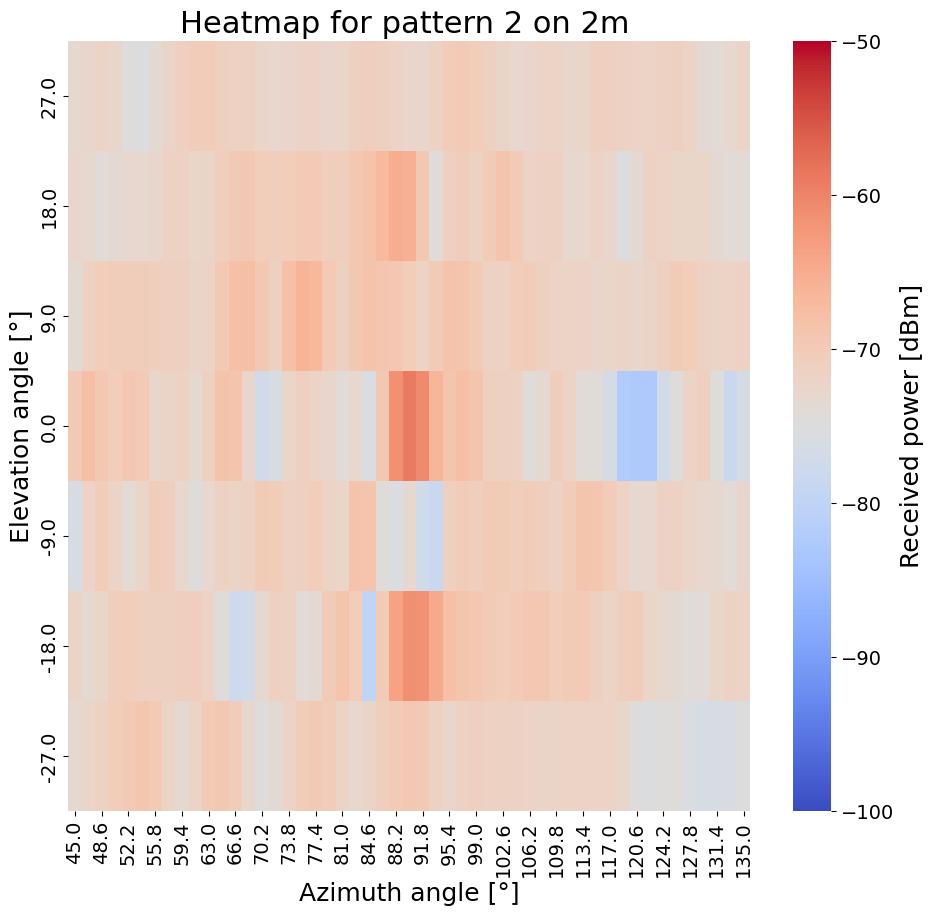 Heatmap for pattern 2 on 2m
Elevation angle [°]
27.0
18.0
9.0
0.0
-9.0
-18.0
-27.0
45.0 48.6 52.2 55.8 59.4 63.0 66.6 70.2 73.8 77.4 81.0 84.6 88.2 91.8 95.4 99.0 102.6 106.2 109.8 113.4 117.0 120.6 124.2 127.8 131.4 135.0
Azimuth angle [°]
−50
−60
−70
−80
−90
−100
Received power [dBm]